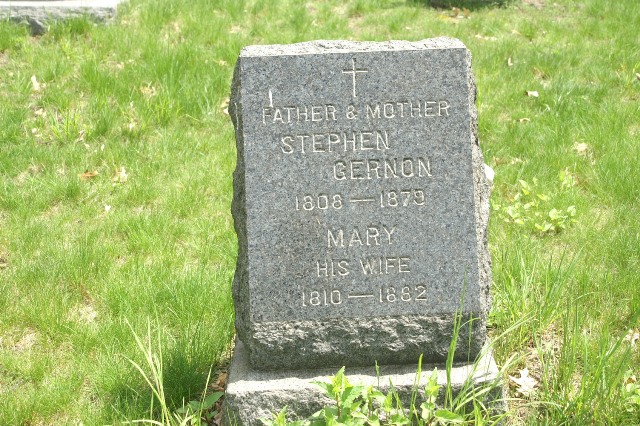 FATHER & MOTHER
STEPHEN
GERNON
1808 — 1879
MARY
HIS WIFE
1810 — 1882